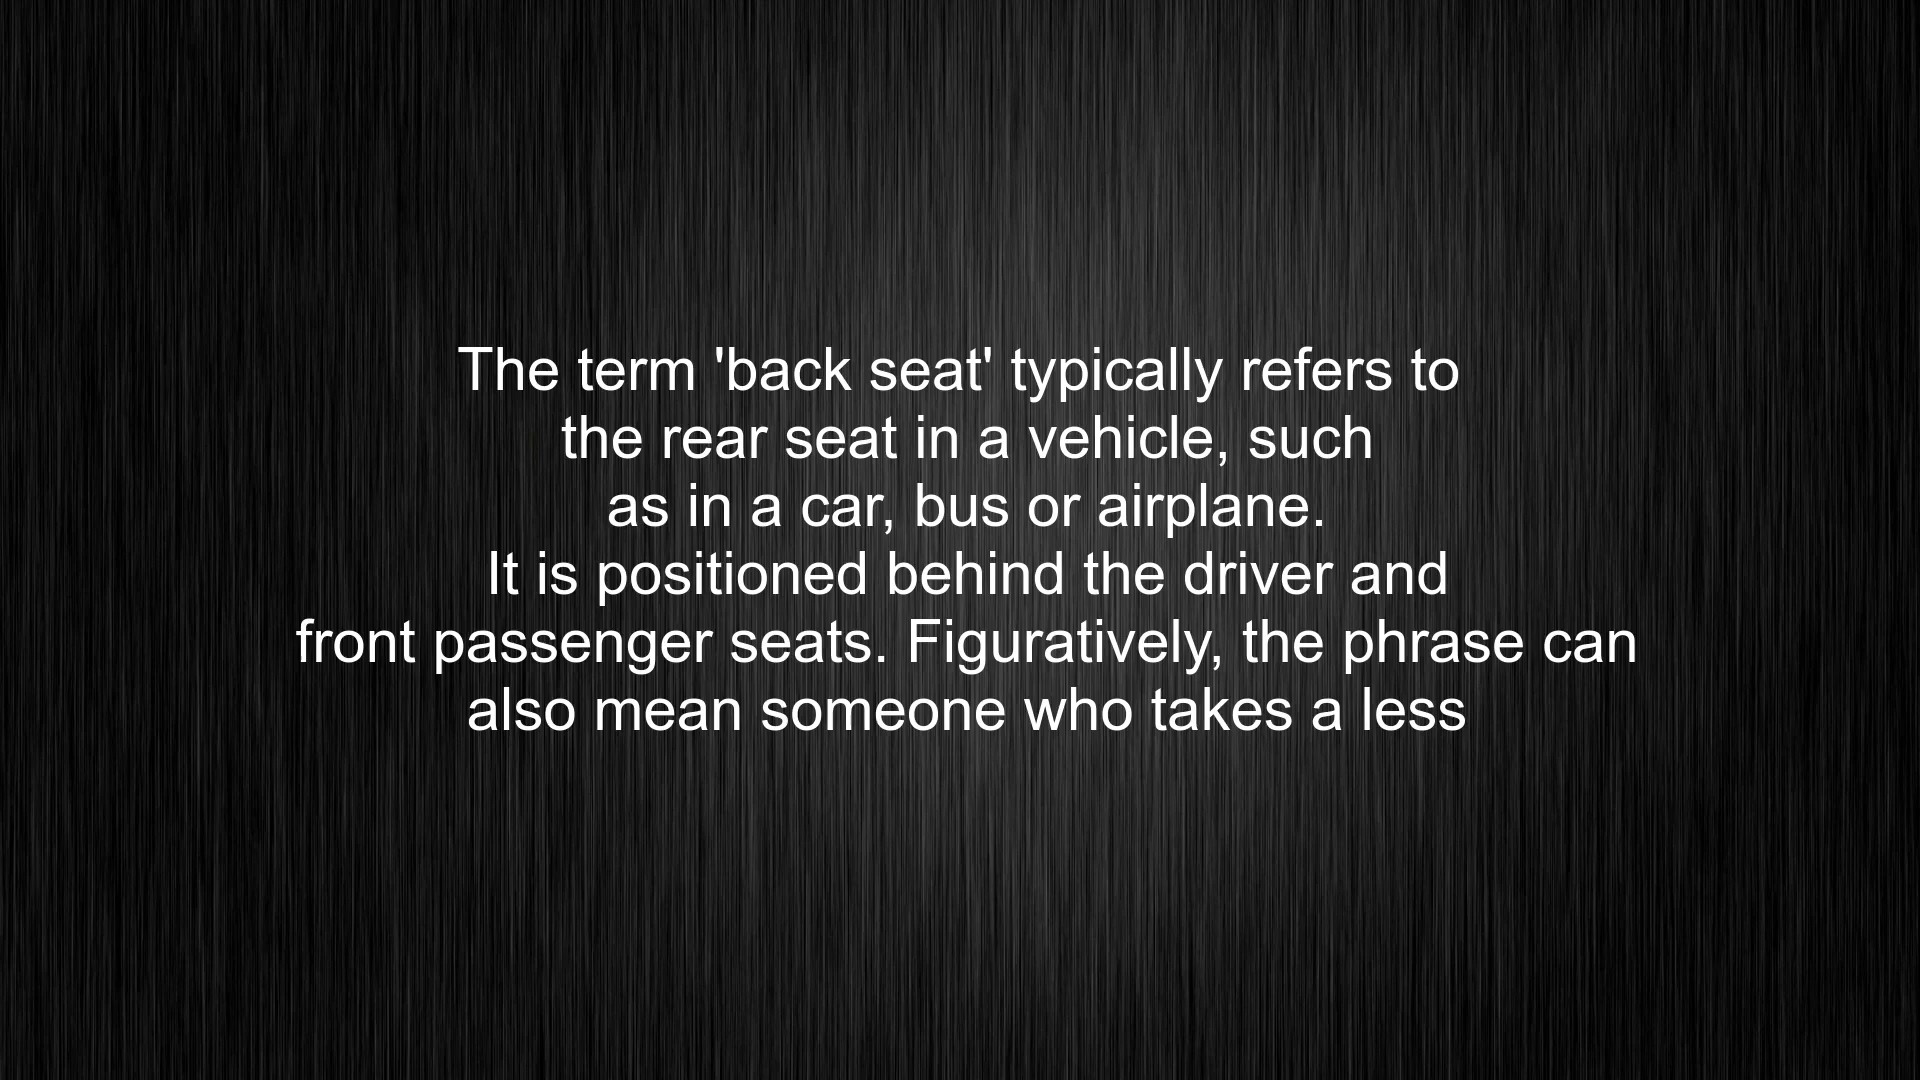 The term 'back seat' typically refers to
the rear seat in a vehicle, such
as in a car, bus or airplane.
It is positioned behind the driver and
front passenger seats. Figuratively, the phrase can
also mean someone who takes a less